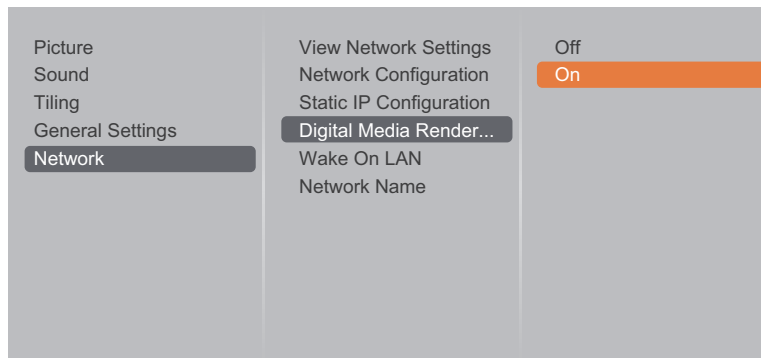 Picture
Sound
Tiling
General Settings
Network
View Network Settings
Network Configuration
Static IP Configuration
Digital Media Render...
Wake On LAN
Network Name
Off
On